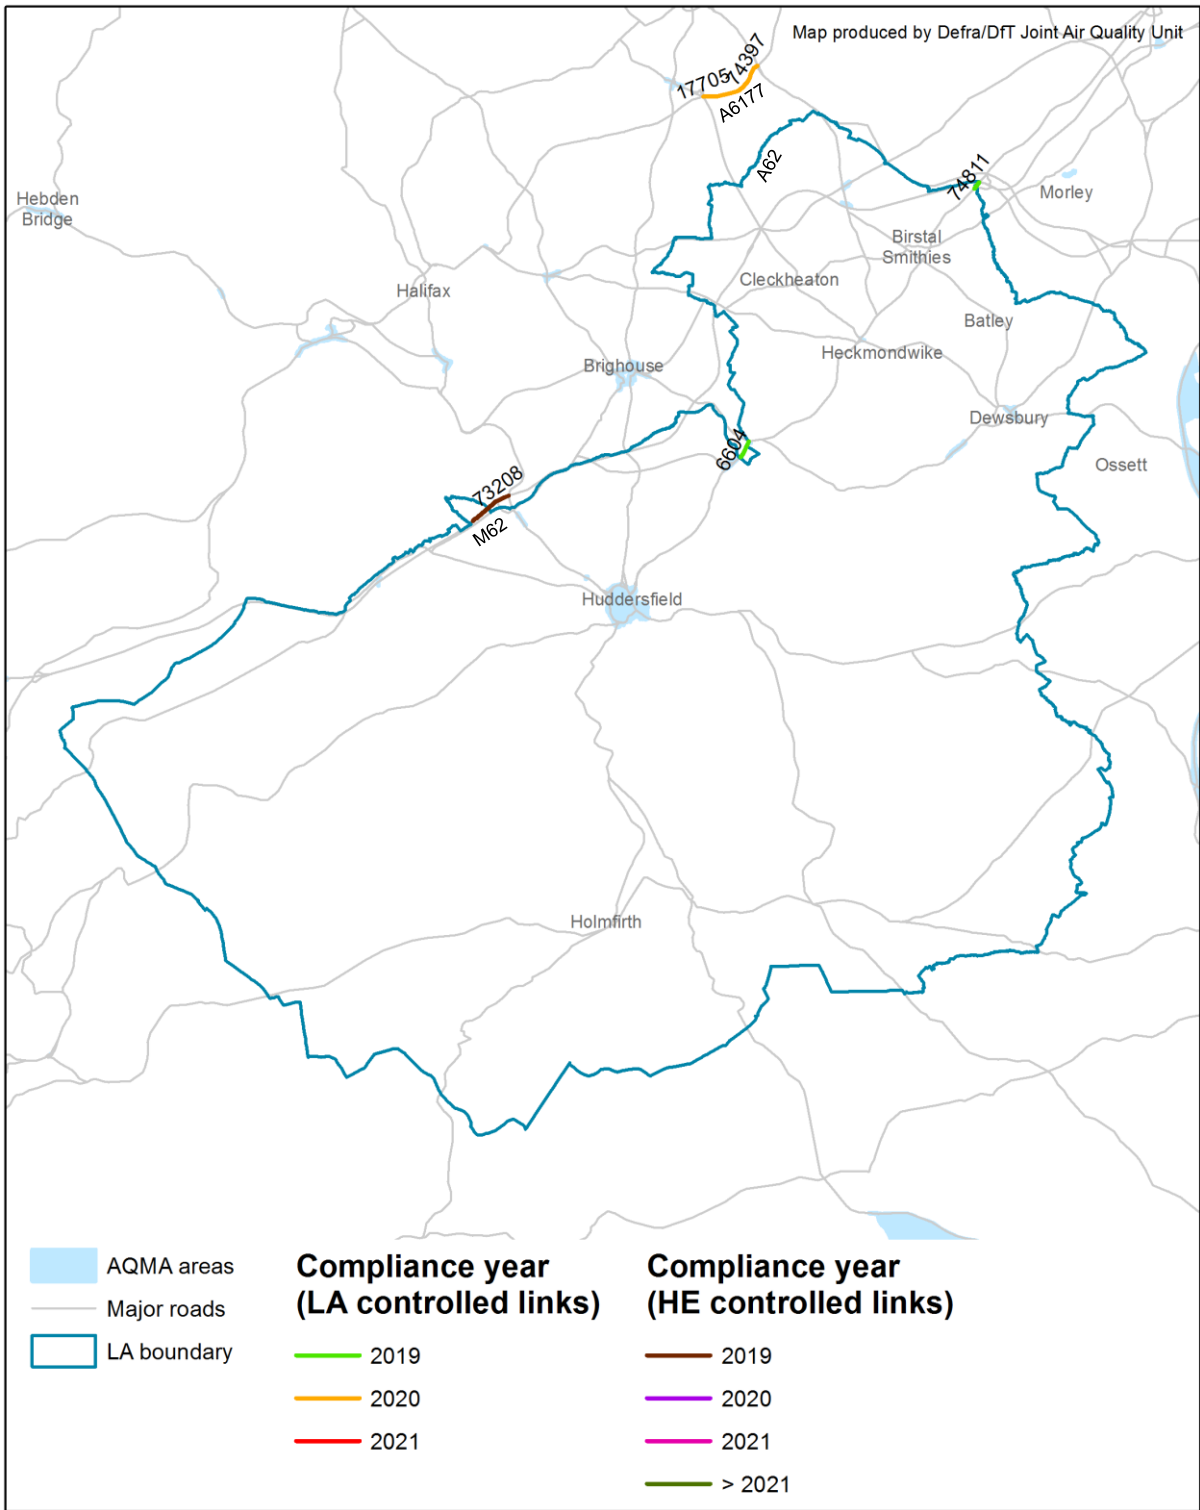 Map produced by Defra/DfT Joint Air Quality Unit
17705
14397
A6177
A62
74811
Morley
Hebden
Bridge
Birstal
Smithies
Cleckheaton
Halifax
Batley
Heckmondwike
Brighouse
Dewsbury
6604
Ossett
73208
M62
Huddersfield
Holmfirth
AQMA areas
Major roads
LA boundary
Compliance year
(LA controlled links)
2019
2020
2021
Compliance year
(HE controlled links)
2019
2020
2021
> 2021